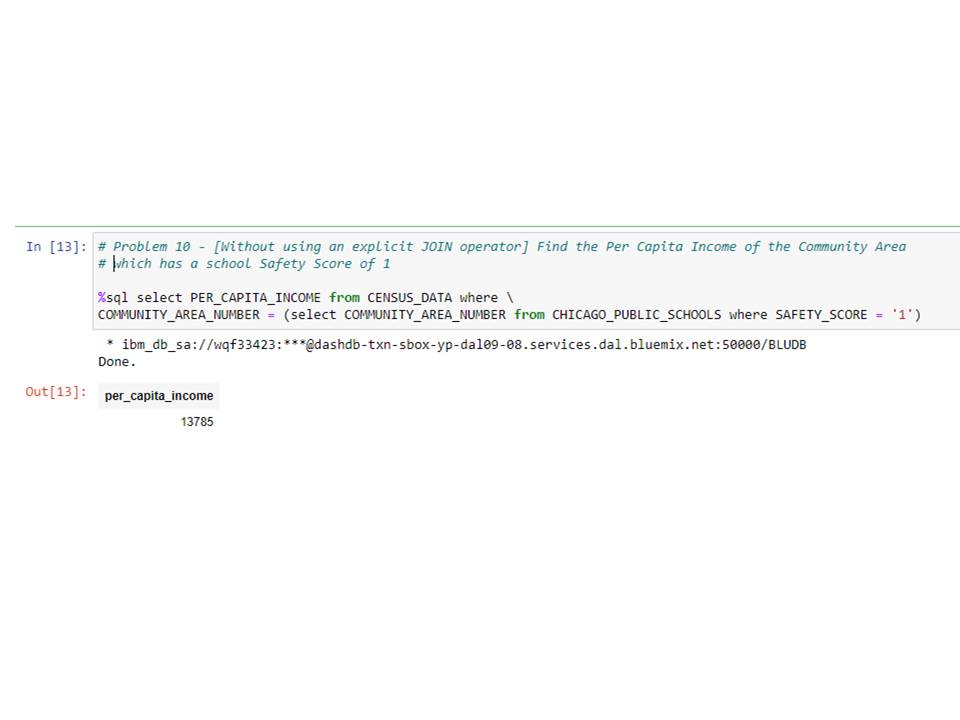 In [13]: # Problem 10 - [Without using an explicit JOIN operator] Find the Per Capita Income of the Community Area
# which has a school Safety Score of 1
%sql select PER_CAPITA_INCOME from CENSUS_DATA where \
COMMUNITY_AREA_NUMBER = (select COMMUNITY_AREA_NUMBER from CHICAGO_PUBLIC_SCHOOLS where SAFETY_SCORE = '1')
* ibm_db_sa://wqf33423:***@dashdb-txn-sbox-yp-dal09-08.services.dal.bluemix.net:50000/BLUDB
Done.
Out[13]: per_capita_income
13785